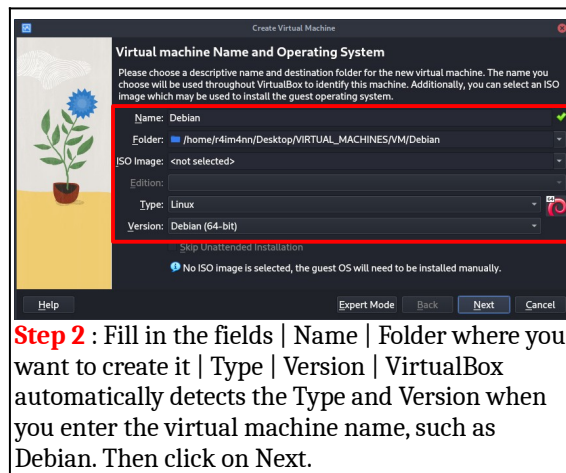 Create Virtual Machine
Virtual machine Name and Operating System
Please choose a descriptive name and destination folder for the new virtual machine. The name you
choose will be used throughout VirtualBox to identify this machine. Additionally, you can select an ISO
image which may be used to install the guest operating system.
Name: Debian
Folder: /home/r4im4nn/Desktop/VIRTUAL_MACHINES/VM/Debian
ISO Image: <not selected>
Edition:
Type: Linux
64
Version: Debian (64-bit)
Skip Unattended Installation
No ISO image is selected, the guest OS will need to be installed manually.
Help Expert Mode Back Next Cancel
Step 2 : Fill in the fields | Name | Folder where you
want to create it | Type | Version | VirtualBox
automatically detects the Type and Version when
you enter the virtual machine name, such as
Debian. Then click on Next.